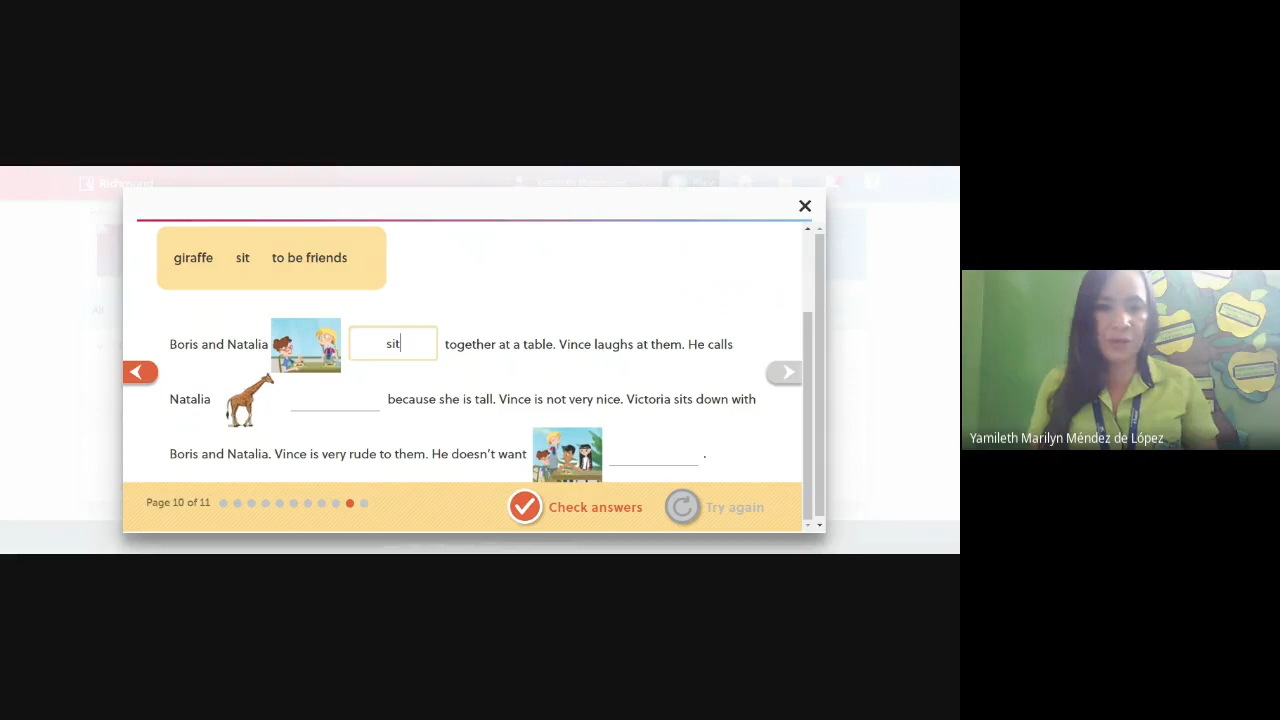 Richmond
giraffe sit to be friends
Boris and Natalia sit together at a table. Vince laughs at them. He calls
Natalia ________ because she is tall. Vince is not very nice. Victoria sits down with
Boris and Natalia. Vince is very rude to them. He doesn't want ________ .
Page 10 of 11 Check answers Try again
Yamileth Marilyn Méndez de López